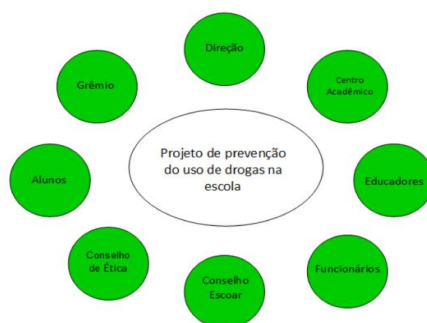 Direção
Grêmio
Centro
Acadêmico
Projeto de prevenção
do uso de drogas na
escola
Alunos
Educadores
Conselho
de Ética
Funcionários
Conselho
Escoar